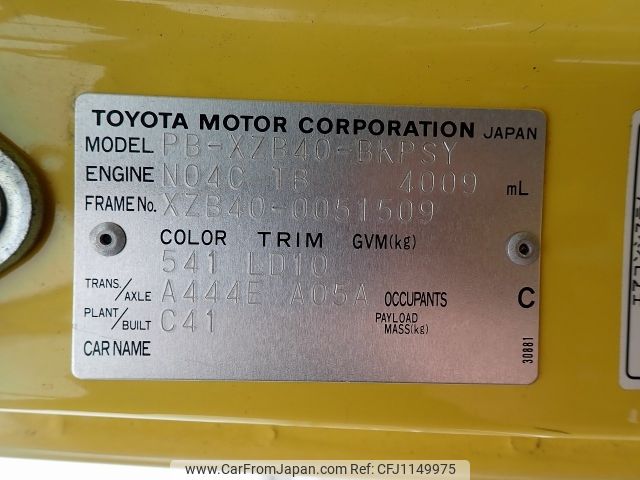 TOYOTA MOTOR CORPORATION JAPAN
MODEL PB-XZB40-BKPSY
ENGINE N04C-TB 4009 mL
FRAME No. XZB40-0051509
COLOR TRIM GVM(kg)
541 LD10
TRANS./AXLE A444E A05A OCCUPANTS C
PLANT/BUILT C41 PAYLOAD MASS(kg)
CAR NAME
30881
www.CarFromJapan.com - Ref No: CFJ1149975